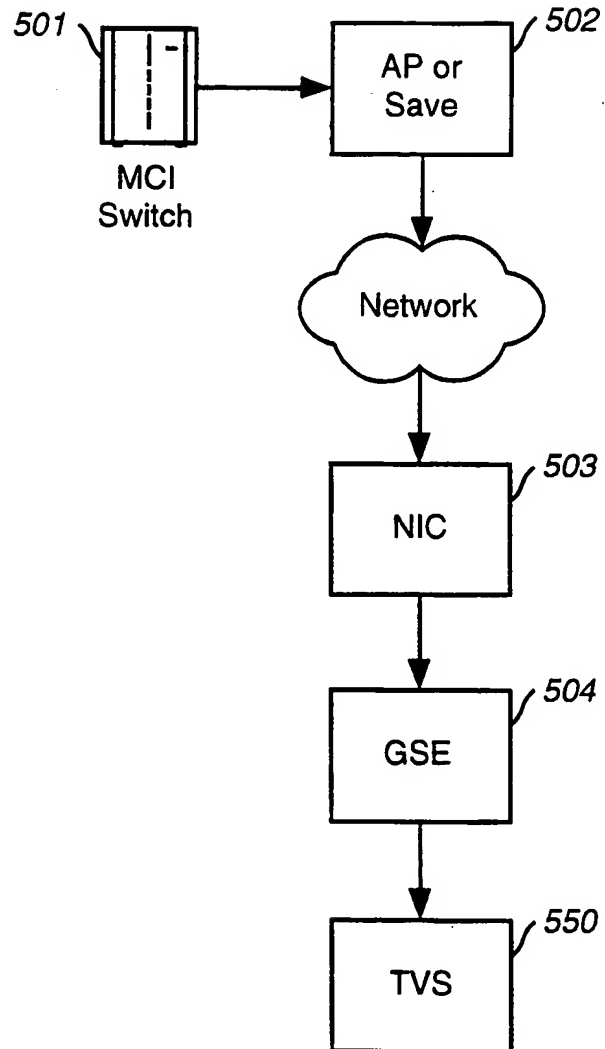 501
502
AP or
Save
MCI
Switch
Network
503
NIC
504
GSE
550
TVS